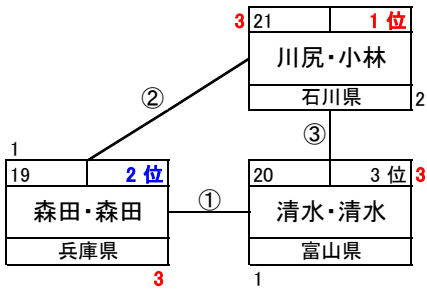 3 21 1 位
川尻・小林
② 石川県 2
③
1
19 2 位 20 3 位 3
森田・森田 ① 清水・清水
兵庫県 富山県
3 1